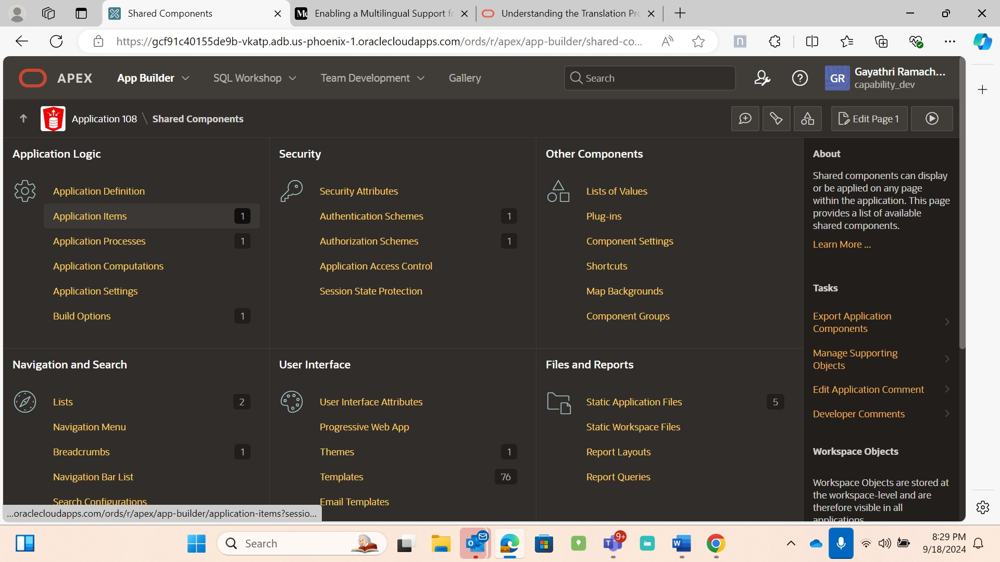 Shared Components
Enabling a Multilingual Support fo
Understanding the Translation Pro
https://gcf91c40155de9b-vkatp.adb.us-phoenix-1.oraclecloudapps.com/ords/r/apex/app-builder/shared-co...
APEX
App Builder
SQL Workshop
Team Development
Gallery
Search
GR
Gayathri Ramach...
capability_dev
Application 108 \ Shared Components
Edit Page 1
Application Logic
Application Definition
Application Items 1
Application Processes 1
Application Computations
Application Settings
Build Options 1
Security
Security Attributes
Authentication Schemes 1
Authorization Schemes 1
Application Access Control
Session State Protection
Other Components
Lists of Values
Plug-ins
Component Settings
Shortcuts
Map Backgrounds
Component Groups
Navigation and Search
Lists 2
Navigation Menu
Breadcrumbs 1
Navigation Bar List
Search Configurations
User Interface
User Interface Attributes
Progressive Web App
Themes 1
Templates 76
Email Templates
Files and Reports
Static Application Files 5
Static Workspace Files
Report Layouts
Report Queries
About
Shared components can display
or be applied on any page
within the application. This page
provides a list of available
shared components.
Learn More ...
Tasks
Export Application
Components
Manage Supporting
Objects
Edit Application Comment
Developer Comments
Workspace Objects
Workspace Objects are stored at
the workspace-level and are
therefore visible in all
applications.
...oraclecloudapps.com/ords/r/apex/app-builder/application-items?sessio...
Search
9+
8:29 PM
9/18/2024